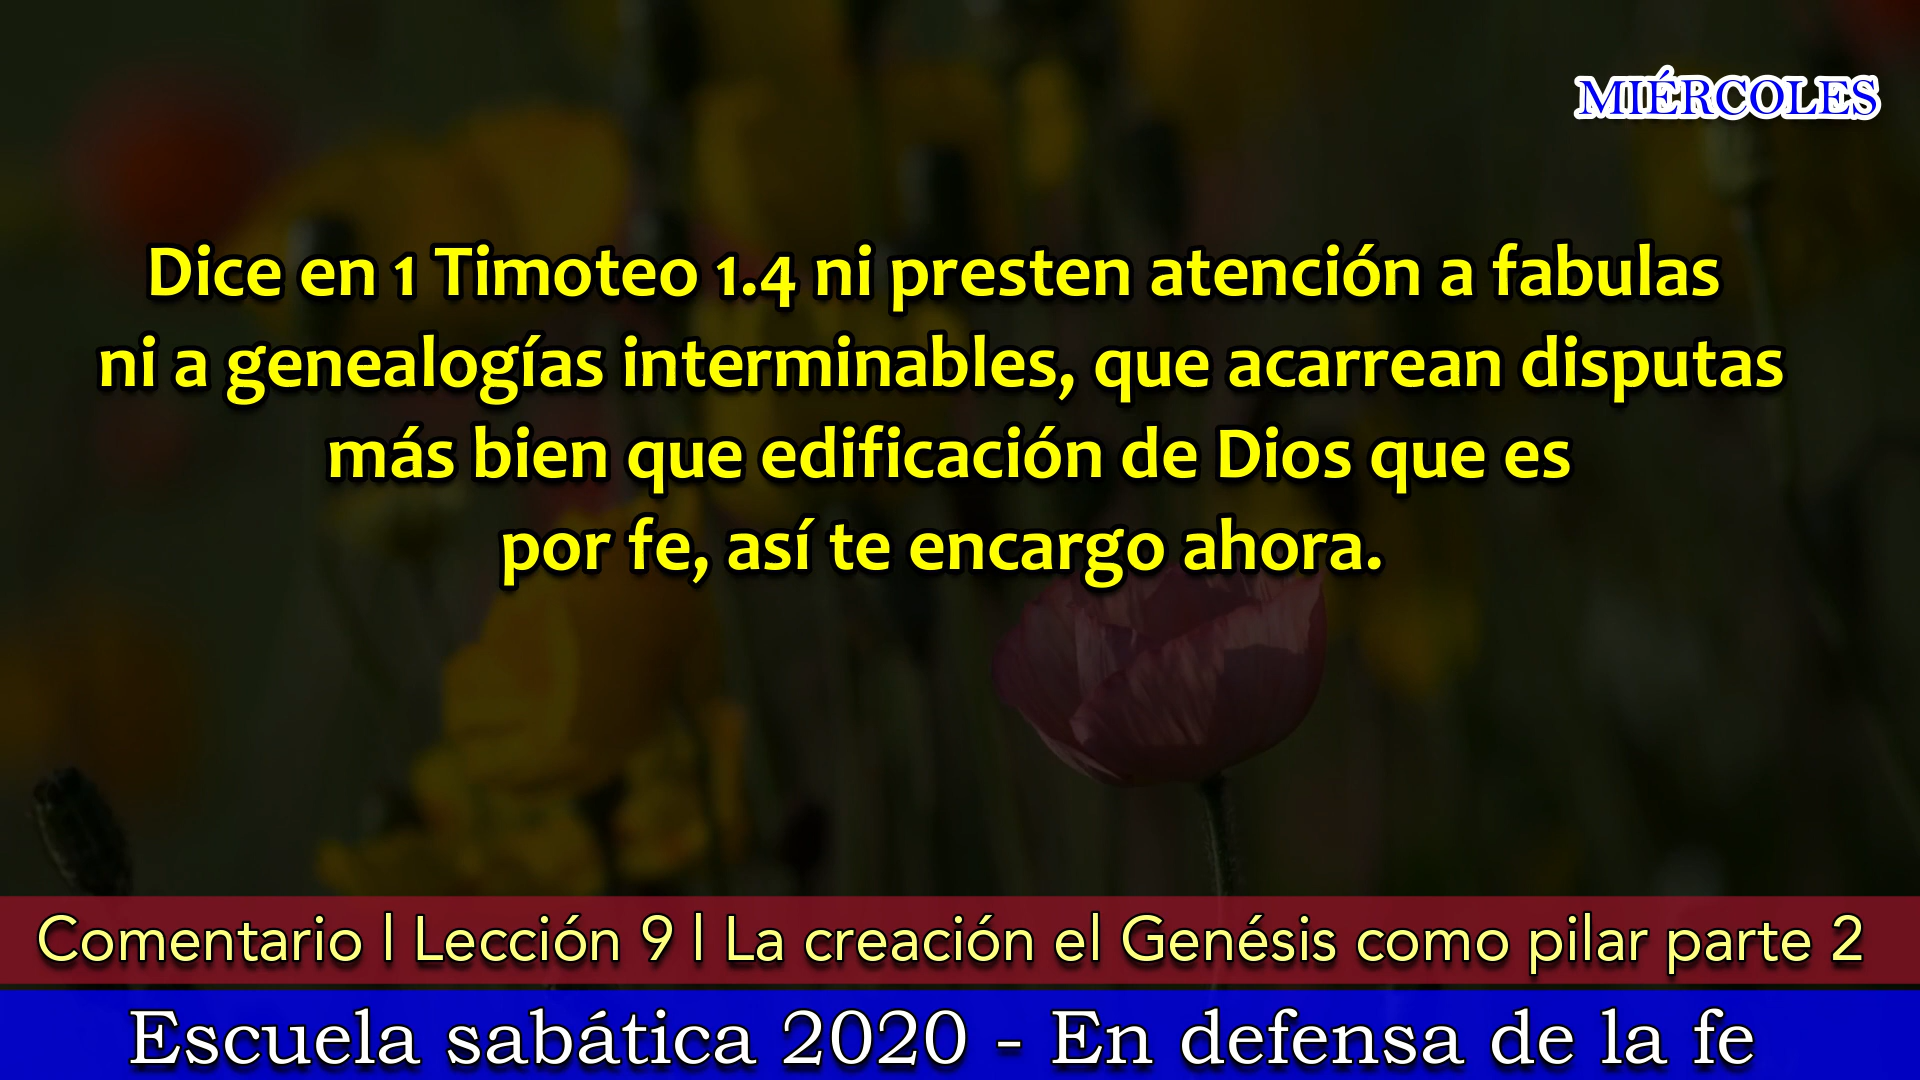 MIÉRCOLES
Dice en 1 Timoteo 1.4 ni presten atención a fabulas
ni a genealogías interminables, que acarrean disputas
más bien que edificación de Dios que es
por fe, así te encargo ahora.
Comentario l Lección 9 l La creación el Genésis como pilar parte 2
Escuela sabática 2020 - En defensa de la fe